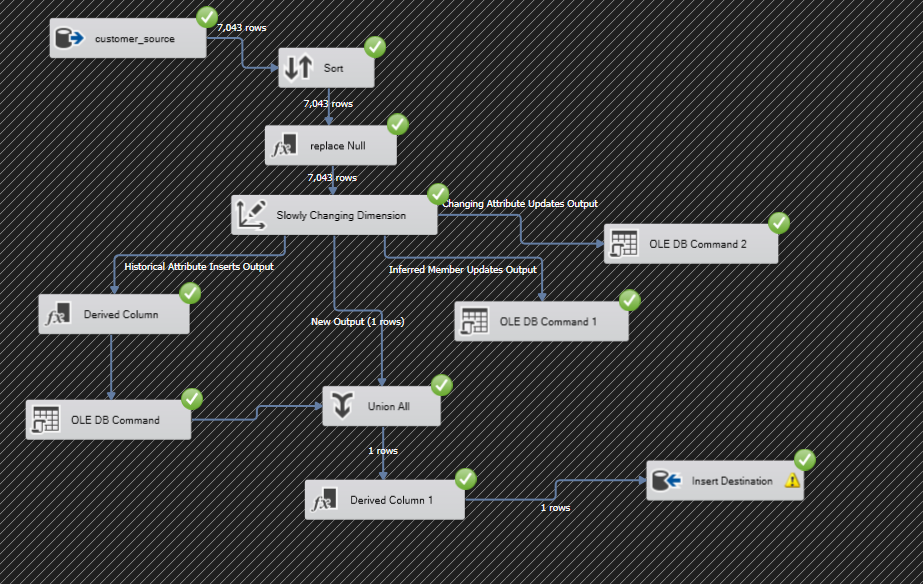 customer_source
7,043 rows
Sort
7,043 rows
replace Null
7,043 rows
Slowly Changing Dimension
Changing Attribute Updates Output
OLE DB Command 2
Historical Attribute Inserts Output
Inferred Member Updates Output
Derived Column
New Output (1 rows)
OLE DB Command 1
OLE DB Command
Union All
1 rows
Derived Column 1
Insert Destination
1 rows